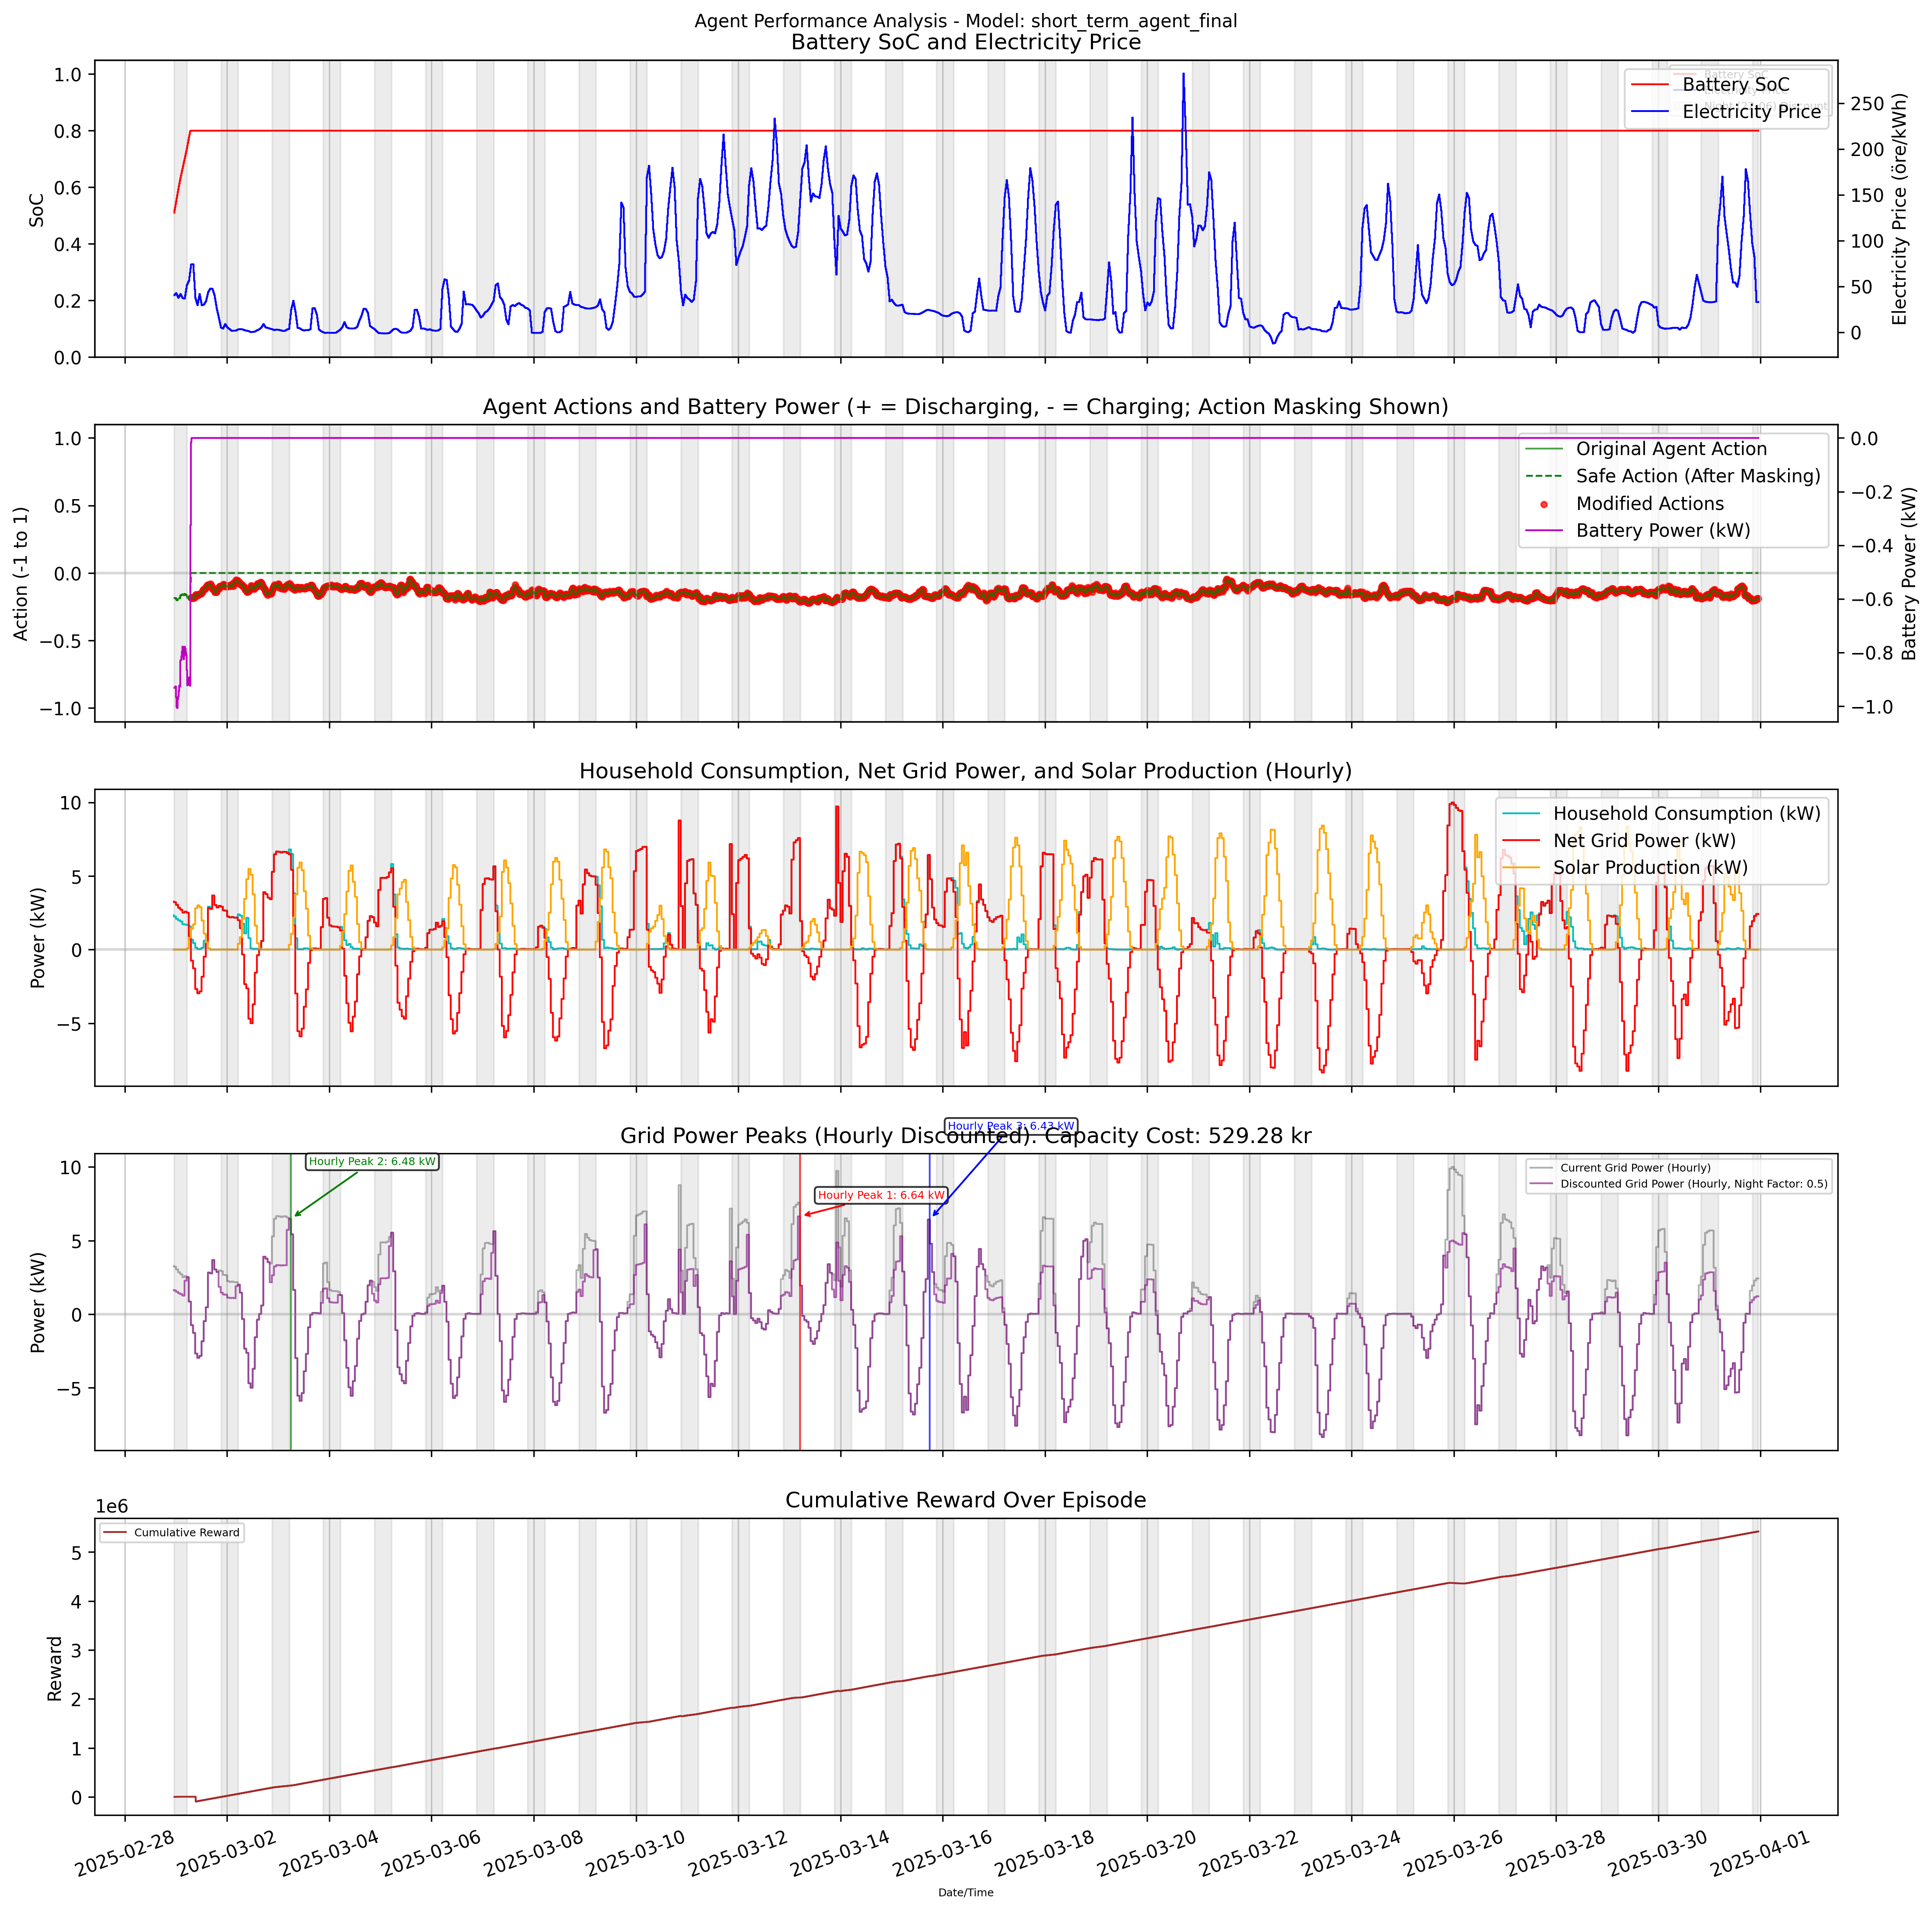 Agent Performance Analysis - Model: short_term_agent_final
Battery SoC and Electricity Price
1.0
0.8
0.6
0.4
0.2
0.0
SoC
Battery SoC
Electricity Price
250
200
150
100
50
0
Electricity Price (öre/kWh)
Agent Actions and Battery Power (+ = Discharging, - = Charging; Action Masking Shown)
1.0
0.5
0.0
−0.5
−1.0
Action (-1 to 1)
Original Agent Action
Safe Action (After Masking)
Modified Actions
Battery Power (kW)
0.0
−0.2
−0.4
−0.6
−0.8
−1.0
Battery Power (kW)
Household Consumption, Net Grid Power, and Solar Production (Hourly)
10
5
0
−5
Power (kW)
Household Consumption (kW)
Net Grid Power (kW)
Solar Production (kW)
Hourly Peak 3: 6.43 kW
Grid Power Peaks (Hourly Discounted). Capacity Cost: 529.28 kr
10
5
0
−5
Power (kW)
Hourly Peak 2: 6.48 kW
Hourly Peak 1: 6.64 kW
Current Grid Power (Hourly)
Discounted Grid Power (Hourly, Night Factor: 0.5)
Cumulative Reward Over Episode
1e6
Cumulative Reward
5
4
3
2
1
0
Reward
2025-02-28
2025-03-02
2025-03-04
2025-03-06
2025-03-08
2025-03-10
2025-03-12
2025-03-14
2025-03-16
2025-03-18
2025-03-20
2025-03-22
2025-03-24
2025-03-26
2025-03-28
2025-03-30
2025-04-01
Date/Time